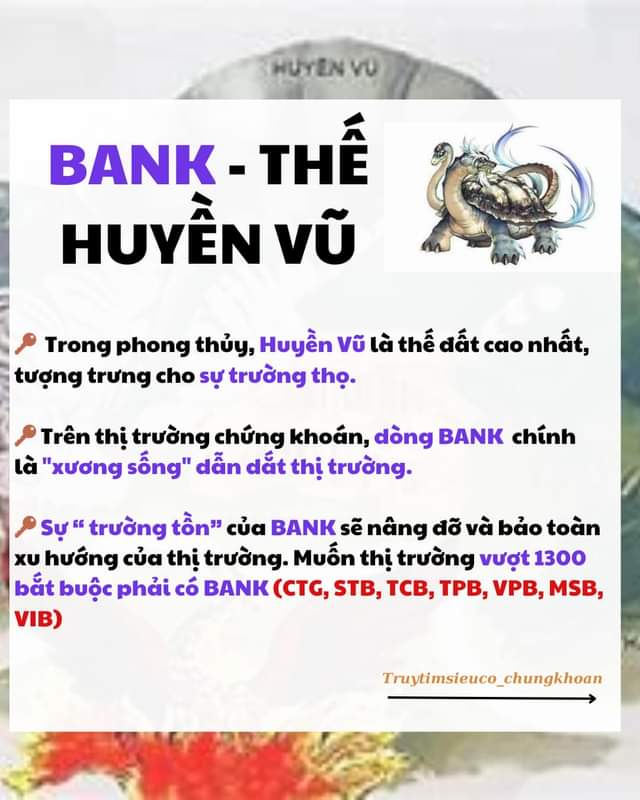 HUYỀN VŨ
BANK - THẾ
HUYỀN VŨ
Trong phong thủy, Huyền Vũ là thế đất cao nhất,
tượng trưng cho sự trường thọ.
Trên thị trường chứng khoán, dòng BANK chính
là "xương sống" dẫn dắt thị trường.
Sự “ trường tồn” của BANK sẽ nâng đỡ và bảo toàn
xu hướng của thị trường. Muốn thị trường vượt 1300
bắt buộc phải có BANK (CTG, STB, TCB, TPB, VPB, MSB,
VIB)
Truytimsieuco_chungkhoan